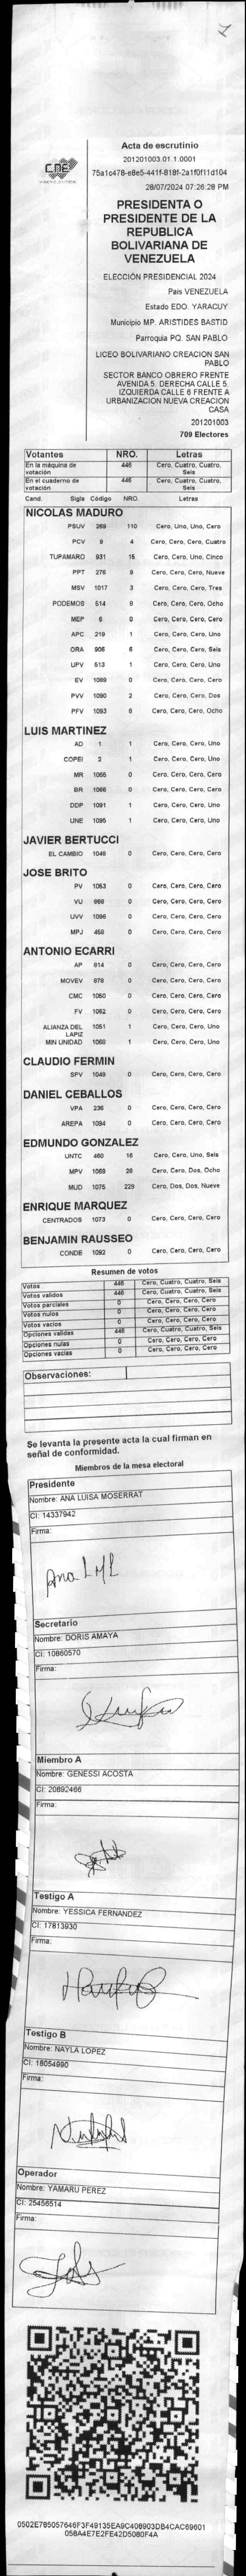 CNE
Acta de escrutinio
201201003.01.1.0001
75a1c478-e8e5-441f-818f-2a1f0f11d104
28/07/2024 07:26:28 PM
PRESIDENTA O
PRESIDENTE DE LA
REPUBLICA
BOLIVARIANA DE
VENEZUELA
ELECCIÓN PRESIDENCIAL 2024
Pais VENEZUELA
Estado EDO. YARACUY
Municipio MP. ARISTIDES BASTID
Parroquia PQ. SAN PABLO
LICEO BOLIVARIANO CREACION SAN
PABLO
SECTOR BANCO OBRERO FRENTE
AVENIDA 5. DERECHA CALLE 5.
IZQUIERDA CALLE 6 FRENTE A
URBANIZACION NUEVA CREACION
CASA
201201003
709 Electores
Votantes NRO. Letras
En la máquina de votación 446 Cero, Cuatro, Cuatro, Seis
En el cuaderno de votación 446 Cero, Cuatro, Cuatro, Seis
Cand. Sigla Código NRO. Letras
NICOLAS MADURO
PSUV 269 110 Cero, Uno, Uno, Cero
PCV 9 4 Cero, Cero, Cero, Cuatro
TUPAMARO 931 15 Cero, Cero, Uno, Cinco
PPT 276 9 Cero, Cero, Cero, Nueve
MSV 1017 3 Cero, Cero, Cero, Tres
PODEMOS 514 8 Cero, Cero, Cero, Ocho
MEP 6 0 Cero, Cero, Cero, Cero
APC 219 1 Cero, Cero, Cero, Uno
ORA 906 6 Cero, Cero, Cero, Seis
UPV 513 1 Cero, Cero, Cero, Uno
EV 1089 0 Cero, Cero, Cero, Cero
PVV 1090 2 Cero, Cero, Cero, Dos
PFV 1093 8 Cero, Cero, Cero, Ocho
LUIS MARTINEZ
AD 1 1 Cero, Cero, Cero, Uno
COPEI 2 1 Cero, Cero, Cero, Uno
MR 1065 0 Cero, Cero, Cero, Cero
BR 1066 0 Cero, Cero, Cero, Cero
DDP 1091 1 Cero, Cero, Cero, Uno
UNE 1095 1 Cero, Cero, Cero, Uno
JAVIER BERTUCCI
EL CAMBIO 1048 0 Cero, Cero, Cero, Cero
JOSE BRITO
PV 1053 0 Cero, Cero, Cero, Cero
VU 968 0 Cero, Cero, Cero, Cero
UVV 1096 0 Cero, Cero, Cero, Cero
MPJ 458 0 Cero, Cero, Cero, Cero
ANTONIO ECARRI
AP 814 0 Cero, Cero, Cero, Cero
MOVEV 878 0 Cero, Cero, Cero, Cero
CMC 1050 0 Cero, Cero, Cero, Cero
FV 1062 0 Cero, Cero, Cero, Cero
ALIANZA DEL LAPIZ 1051 1 Cero, Cero, Cero, Uno
MIN UNIDAD 1068 1 Cero, Cero, Cero, Uno
CLAUDIO FERMIN
SPV 1049 0 Cero, Cero, Cero, Cero
DANIEL CEBALLOS
VPA 236 0 Cero, Cero, Cero, Cero
AREPA 1094 0 Cero, Cero, Cero, Cero
EDMUNDO GONZALEZ
UNTC 460 16 Cero, Cero, Uno, Seis
MPV 1069 28 Cero, Cero, Dos, Ocho
MUD 1075 229 Cero, Dos, Dos, Nueve
ENRIQUE MARQUEZ
CENTRADOS 1073 0 Cero, Cero, Cero, Cero
BENJAMIN RAUSSEO
CONDE 1092 0 Cero, Cero, Cero, Cero
Resumen de votos
Votos 446 Cero, Cuatro, Cuatro, Seis
Votos validos 446 Cero, Cuatro, Cuatro, Seis
Votos parciales 0 Cero, Cero, Cero, Cero
Votos nulos 0 Cero, Cero, Cero, Cero
Votos vacios 0 Cero, Cero, Cero, Cero
Opciones validas 446 Cero, Cuatro, Cuatro, Seis
Opciones nulas 0 Cero, Cero, Cero, Cero
Opciones vacias 0 Cero, Cero, Cero, Cero
Observaciones:
Se levanta la presente acta la cual firman en
señal de conformidad.
Miembros de la mesa electoral
Presidente
Nombre: ANA LUISA MOSERRAT
CI: 14337942
Firma:
Secretario
Nombre: DORIS AMAYA
CI: 10860570
Firma:
Miembro A
Nombre: GENESSI ACOSTA
CI: 20892466
Firma:
Testigo A
Nombre: YESSICA FERNANDEZ
CI: 17813930
Firma:
Testigo B
Nombre: NAYLA LOPEZ
CI: 18054990
Firma:
Operador
Nombre: YAMARU PEREZ
CI: 25456514
Firma:
0502E785057646F3F49135EA9C408903DB4CAC69601
058A4E7E2FE42D5080F4A